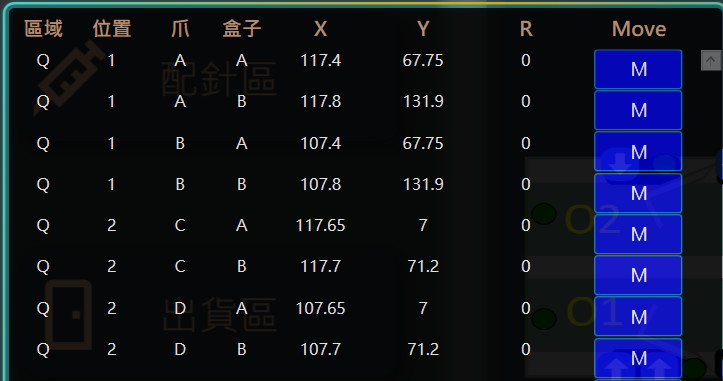 區域 位置 爪 盒子 X Y R Move
Q 1 A A 117.4 67.75 0 M
配針區
Q 1 A B 117.8 131.9 0 M
Q 1 B A 107.4 67.75 0 M
Q 1 B B 107.8 131.9 0 M
Q 2 C A 117.65 7 0 M
O2
Q 2 C B 117.7 71.2 0 M
Q 2 D A 107.65 7 0 M
出貨區 O1
Q 2 D B 107.7 71.2 0 M